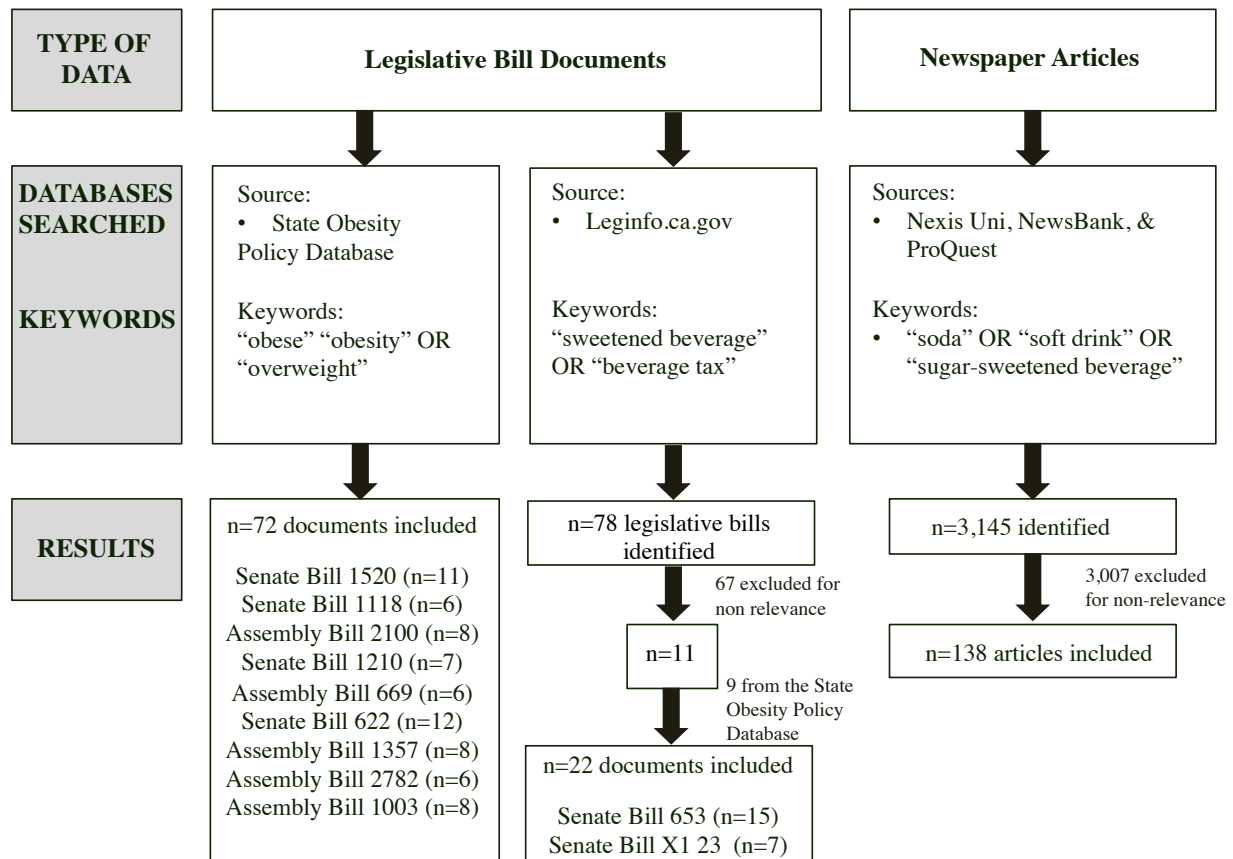 TYPE OF
DATA
Legislative Bill Documents
Newspaper Articles
DATABASES
SEARCHED
KEYWORDS
Source:
• State Obesity
Policy Database
Keywords:
“obese” “obesity” OR
“overweight”
Source:
• Leginfo.ca.gov
Keywords:
“sweetened beverage”
OR “beverage tax”
Sources:
• Nexis Uni, NewsBank, &
ProQuest
Keywords:
• “soda” OR “soft drink” OR
“sugar-sweetened beverage”
RESULTS
n=72 documents included
Senate Bill 1520 (n=11)
Senate Bill 1118 (n=6)
Assembly Bill 2100 (n=8)
Senate Bill 1210 (n=7)
Assembly Bill 669 (n=6)
Senate Bill 622 (n=12)
Assembly Bill 1357 (n=8)
Assembly Bill 2782 (n=6)
Assembly Bill 1003 (n=8)
n=78 legislative bills
identified
67 excluded for
non relevance
n=11
9 from the State
Obesity Policy
Database
n=22 documents included
Senate Bill 653 (n=15)
Senate Bill X1 23 (n=7)
n=3,145 identified
3,007 excluded
for non-relevance
n=138 articles included